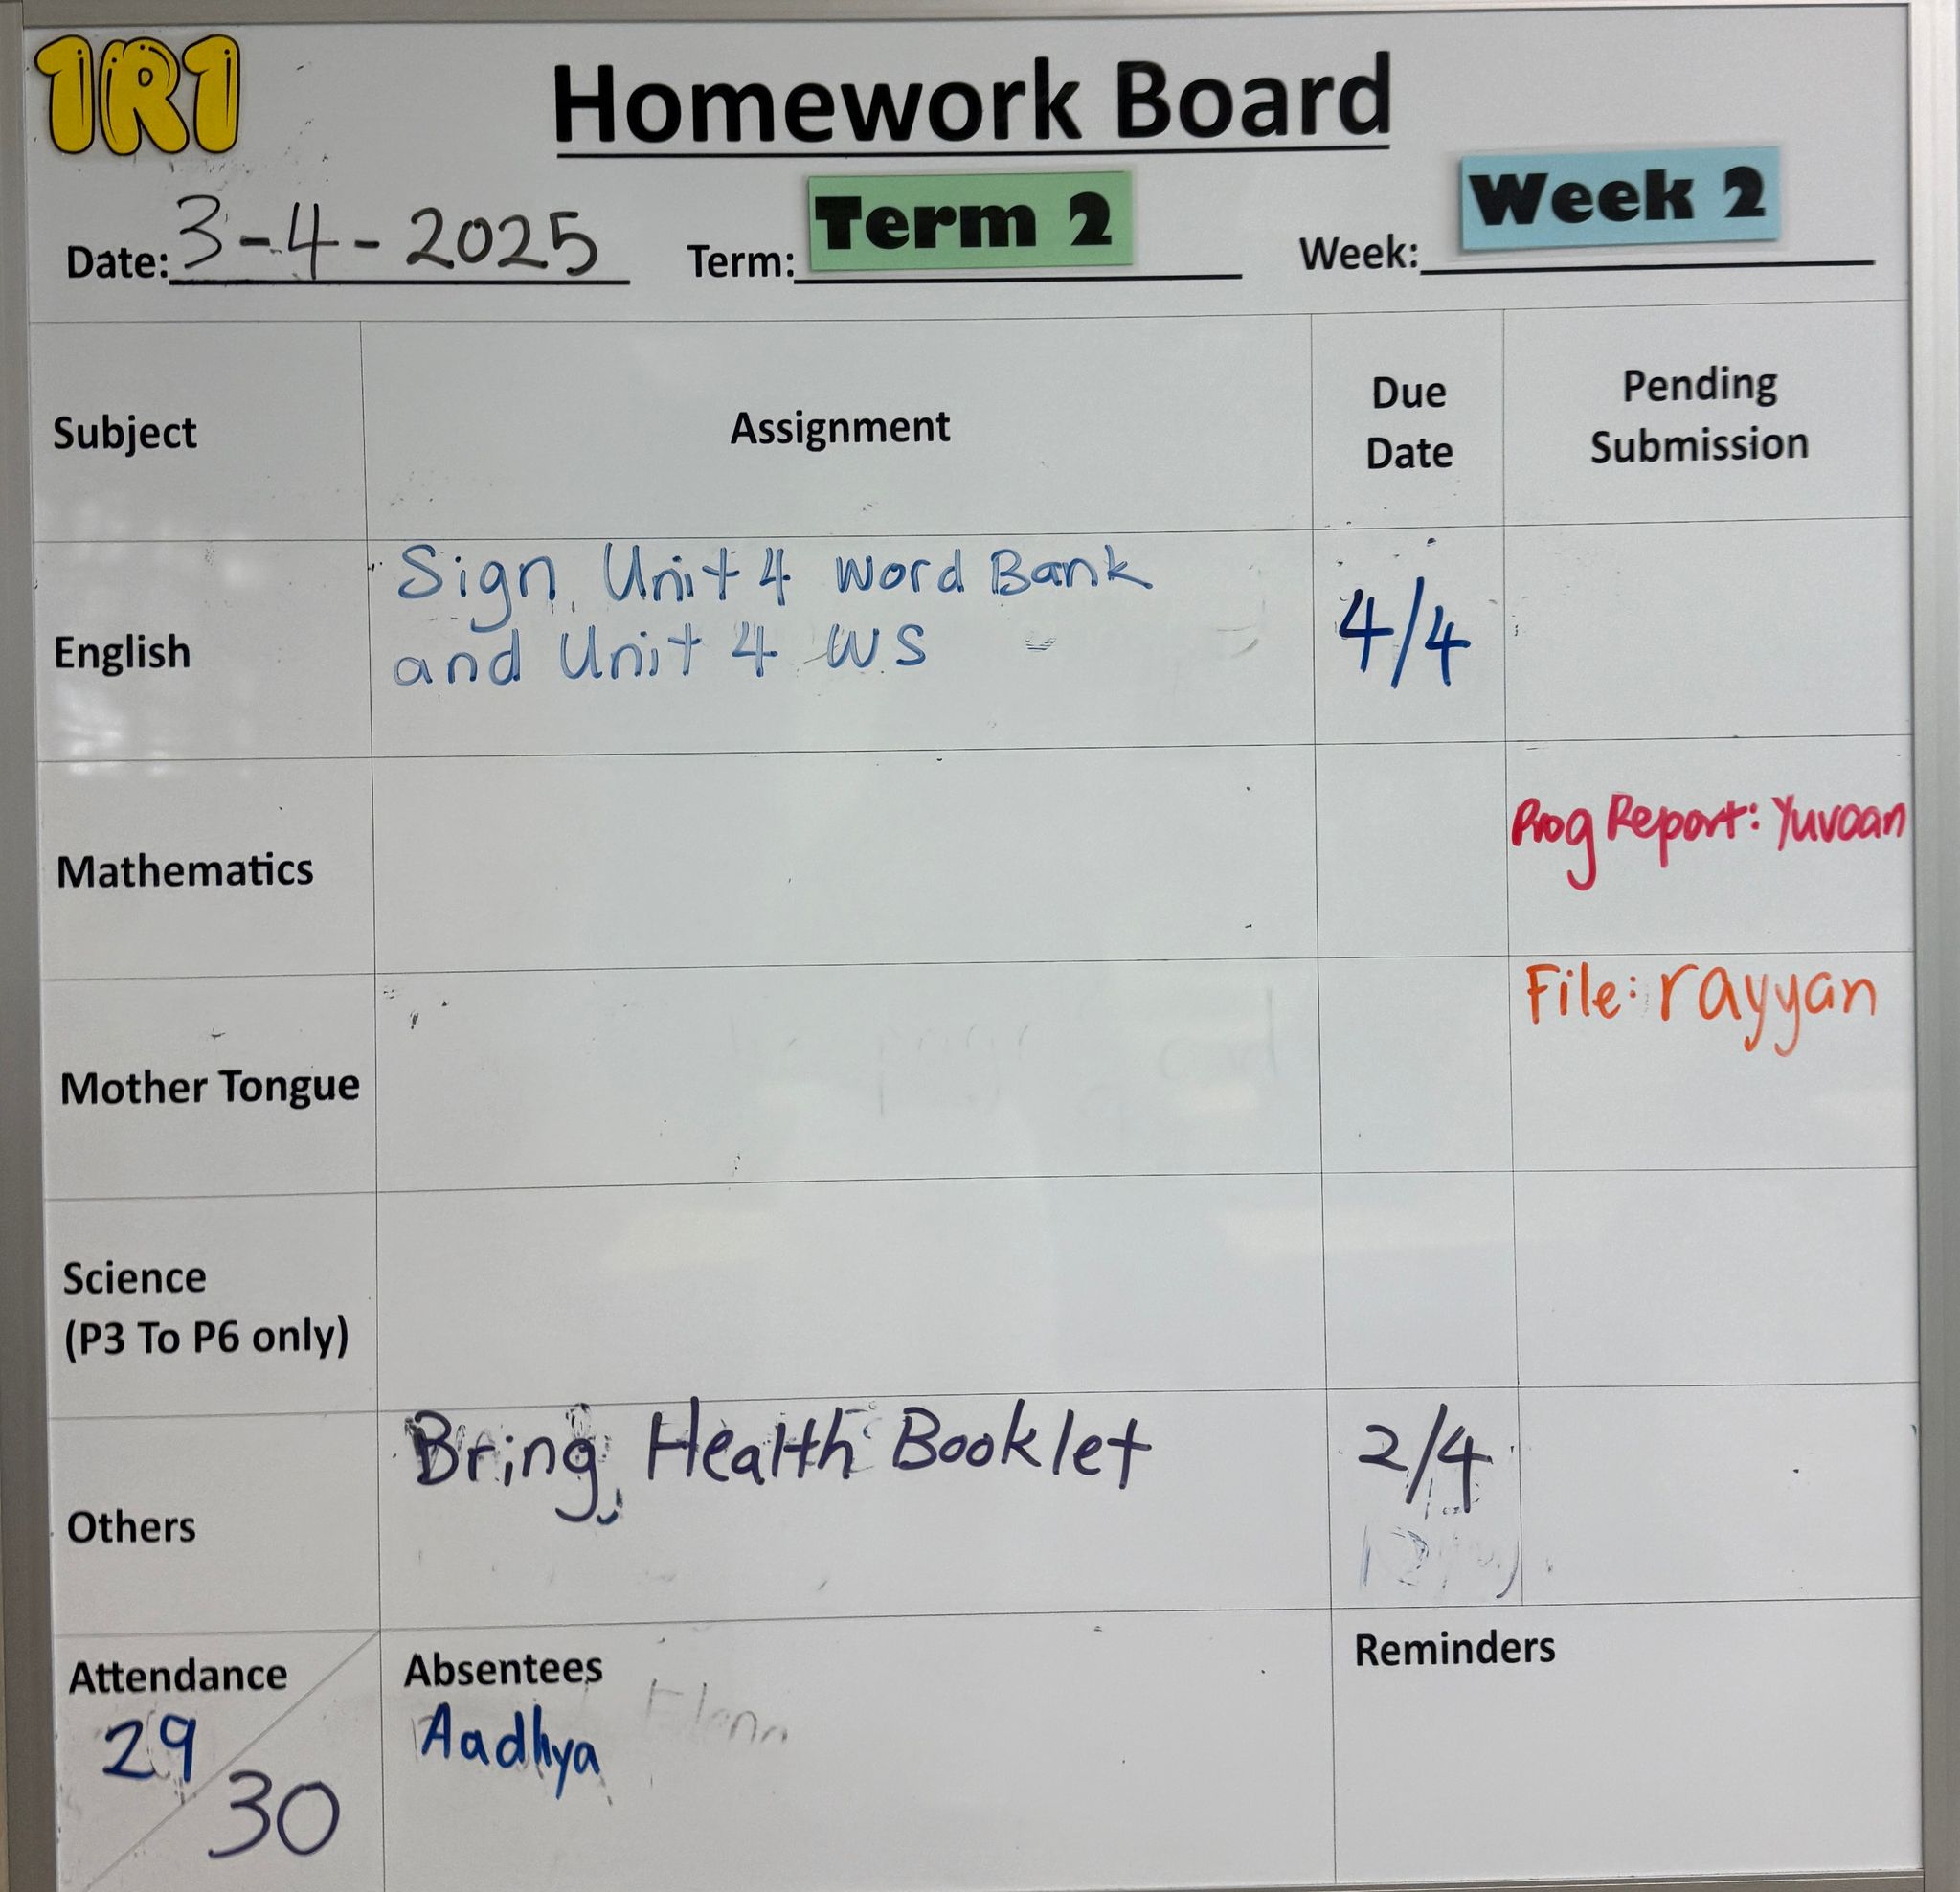 1R1
Homework Board
Date: 3-4-2025 Term: Term 2 Week: Week 2
Subject Assignment Due Date Pending Submission
English
Sign Unit 4 Word Bank
and Unit 4 WS
4/4
Mathematics
Prog Report: Yuvaan
Mother Tongue
File: rayyan
Science
(P3 To P6 only)
Others
Bring Health Booklet
2/4
Attendance
29/30
Absentees
Aadhya
Reminders